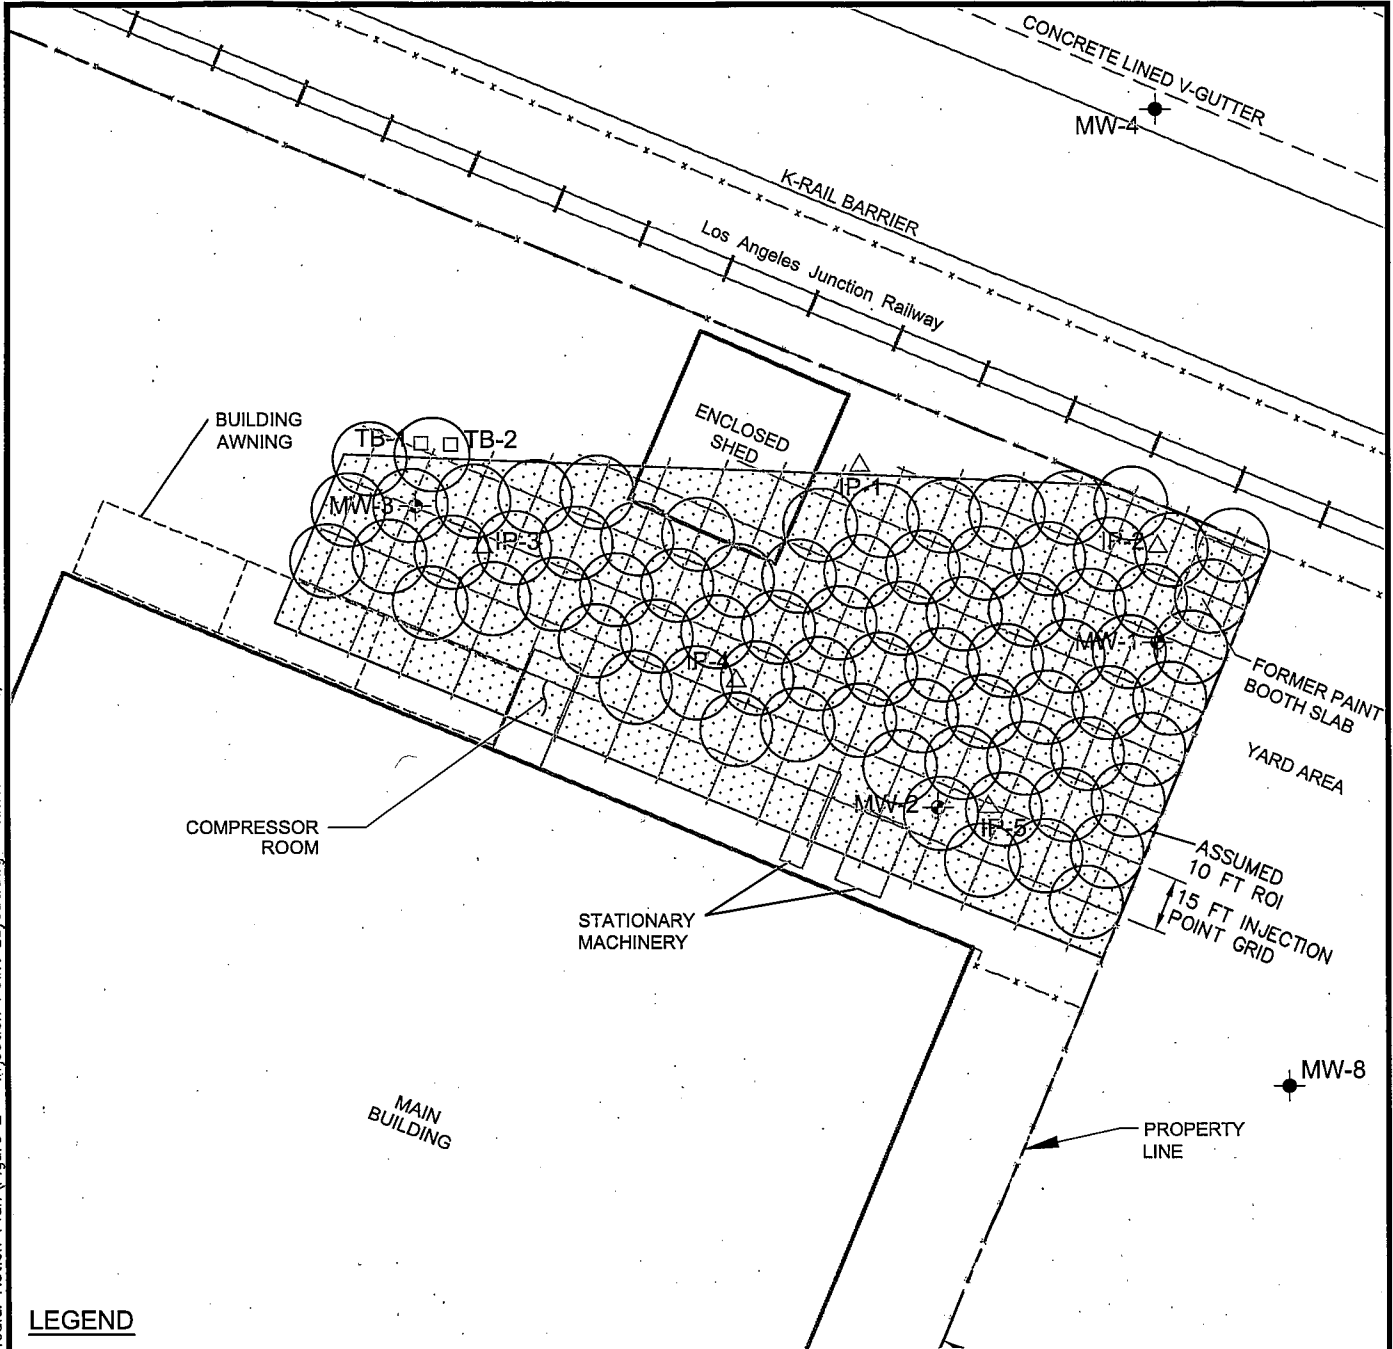 CONCRETE LINED V-GUTTER
MW-4
K-RAIL BARRIER
Los Angeles Junction Railway
BUILDING
AWNING
ENCLOSED
SHED
TB-1
TB-2
IP-1
MW-3
IP-3
IP-2
MW-1
IP-4
FORMER PAINT
BOOTH SLAB
YARD AREA
MW-2
IP-5
COMPRESSOR
ROOM
ASSUMED
10 FT ROI
15 FT INJECTION
POINT GRID
STATIONARY
MACHINERY
MW-8
MAIN
BUILDING
PROPERTY
LINE
LEGEND